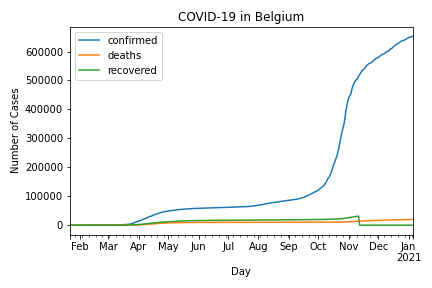 COVID-19 in Belgium
confirmed
deaths
recovered
Number of Cases
600000
500000
400000
300000
200000
100000
0
Feb Mar Apr May Jun Jul Aug Sep Oct Nov Dec Jan
2021
Day